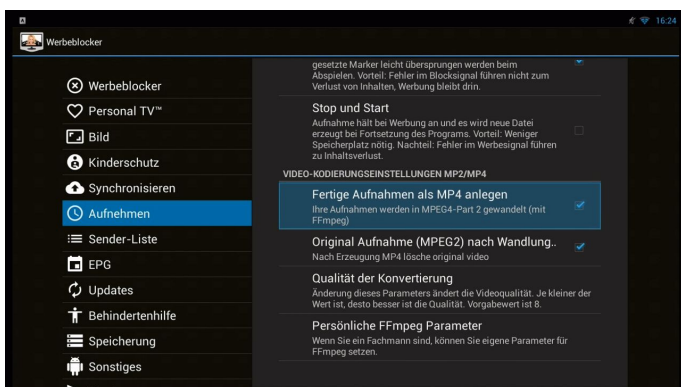 16:24
Werbeblocker
Werbeblocker
Personal TV™
Bild
Kinderschutz
Synchronisieren
Aufnehmen
Sender-Liste
EPG
Updates
Behindertenhilfe
Speicherung
Sonstiges
gesetzte Marker leicht übersprungen werden beim
Abspielen. Vorteil: Fehler im Blocksignal führen nicht zum
Verlust von Inhalten, Werbung bleibt drin.
Stop und Start
Aufnahme hält bei Werbung an und es wird neue Datei
erzeugt bei Fortsetzung des Programs. Vorteil: Weniger
Speicherplatz nötig. Nachteil: Fehler im Werbesignal führen
zu Inhaltsverlust.
VIDEO-KODIERUNGSEINSTELLUNGEN MP2/MP4
Fertige Aufnahmen als MP4 anlegen
Ihre Aufnahmen werden in MPEG4-Part 2 gewandelt (mit
FFmpeg)
Original Aufnahme (MPEG2) nach Wandlung..
Nach Erzeugung MP4 lösche original video
Qualität der Konvertierung
Änderung dieses Parameters ändert die Videoqualität. Je kleiner der
Wert ist, desto besser ist die Qualität. Vorgabewert ist 8.
Persönliche FFmpeg Parameter
Wenn Sie ein Fachmann sind, können Sie eigene Parameter für
FFmpeg setzen.